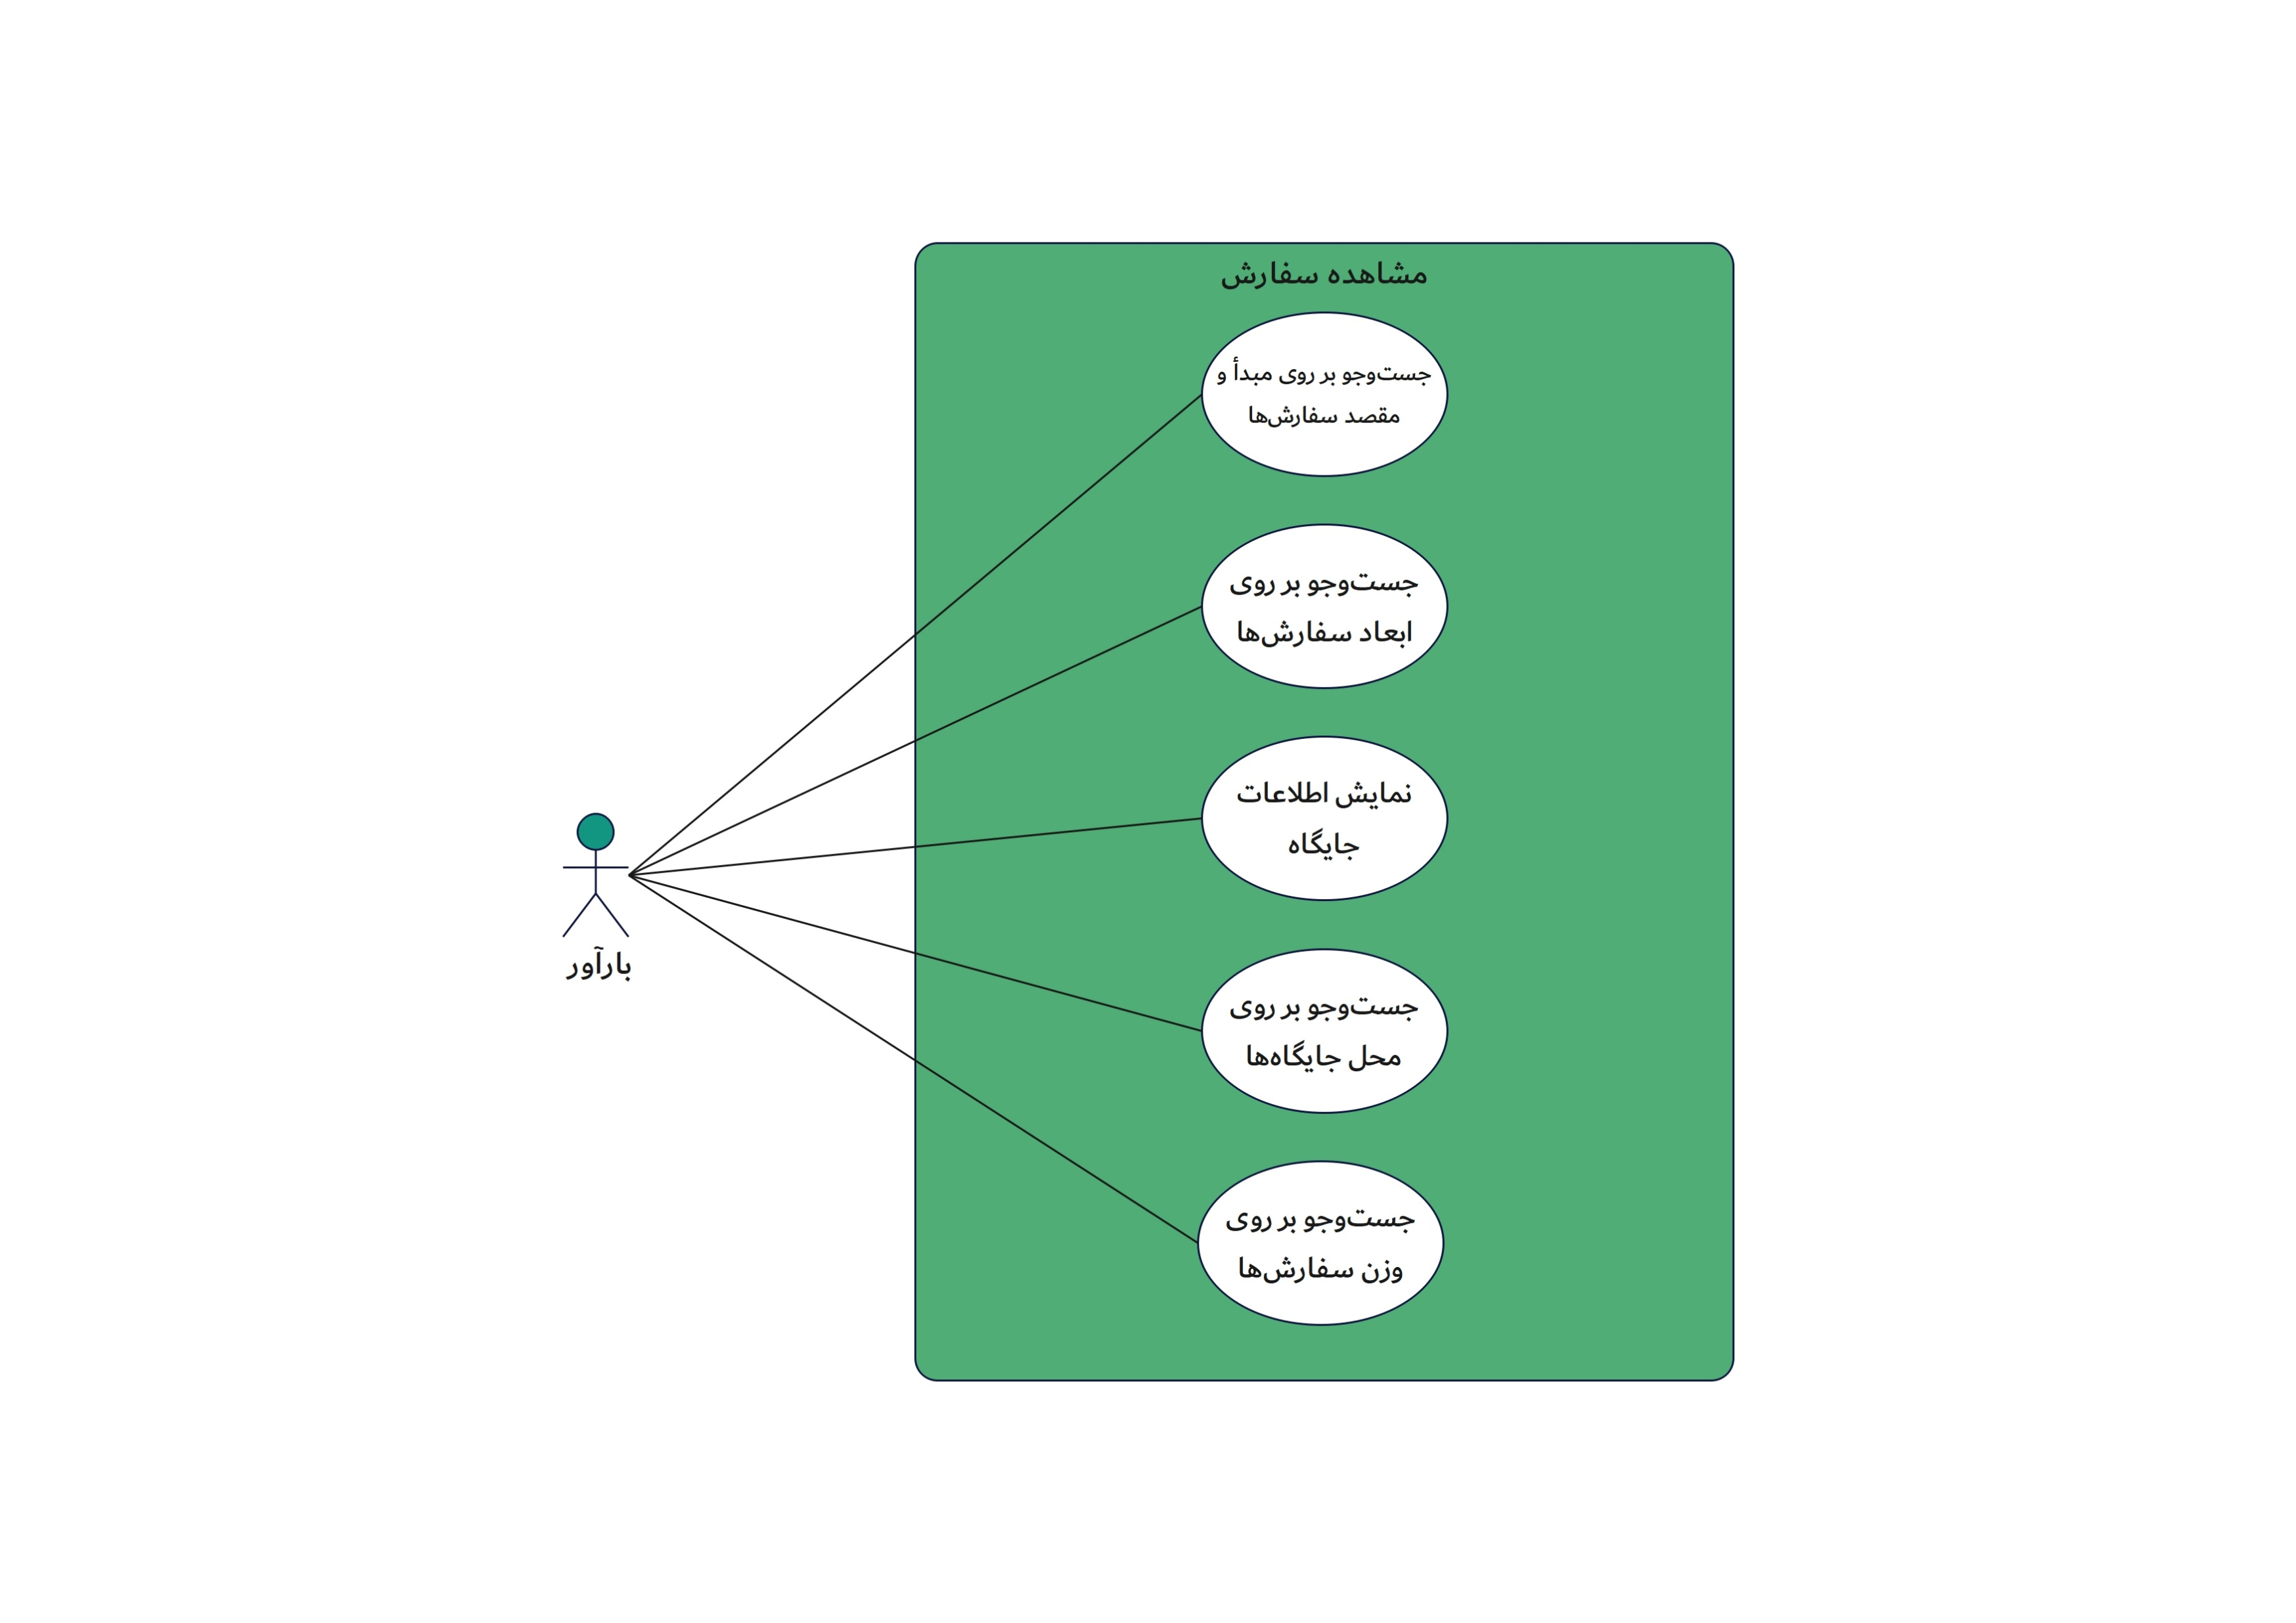 مشاهده سفارش
جست‌وجو بر روی مبدأ و
مقصد سفارش‌ها
جست‌وجو بر روی
ابعاد سفارش‌ها
نمایش اطلاعات
جایگاه
جست‌وجو بر روی
محل جایگاه‌ها
جست‌وجو بر روی
وزن سفارش‌ها
بارآور